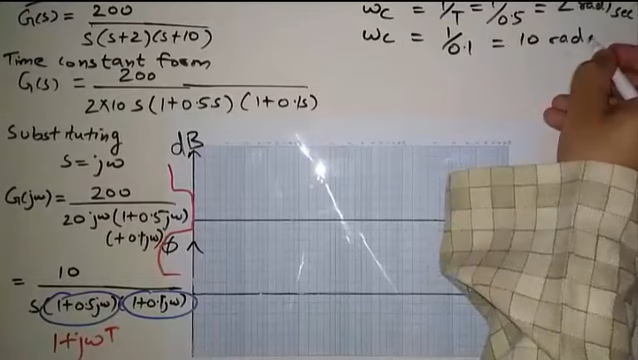 G(s) = 200
s(s+2)(s+10)
Time constant form
G(s) = 200
2×10 s(1+0.5s)(1+0.1s)
Substituting
s = jω
G(jω) = 200
20 jω(1+0.5jω)
(1+0.1jω)
= 10
s(1+0.5jω)(1+0.1jω)
1+jωT
ωc = 1/T = 1/0.5 = 2 rad/sec
ωc = 1/0.1 = 10 rad/
dB
ϕ